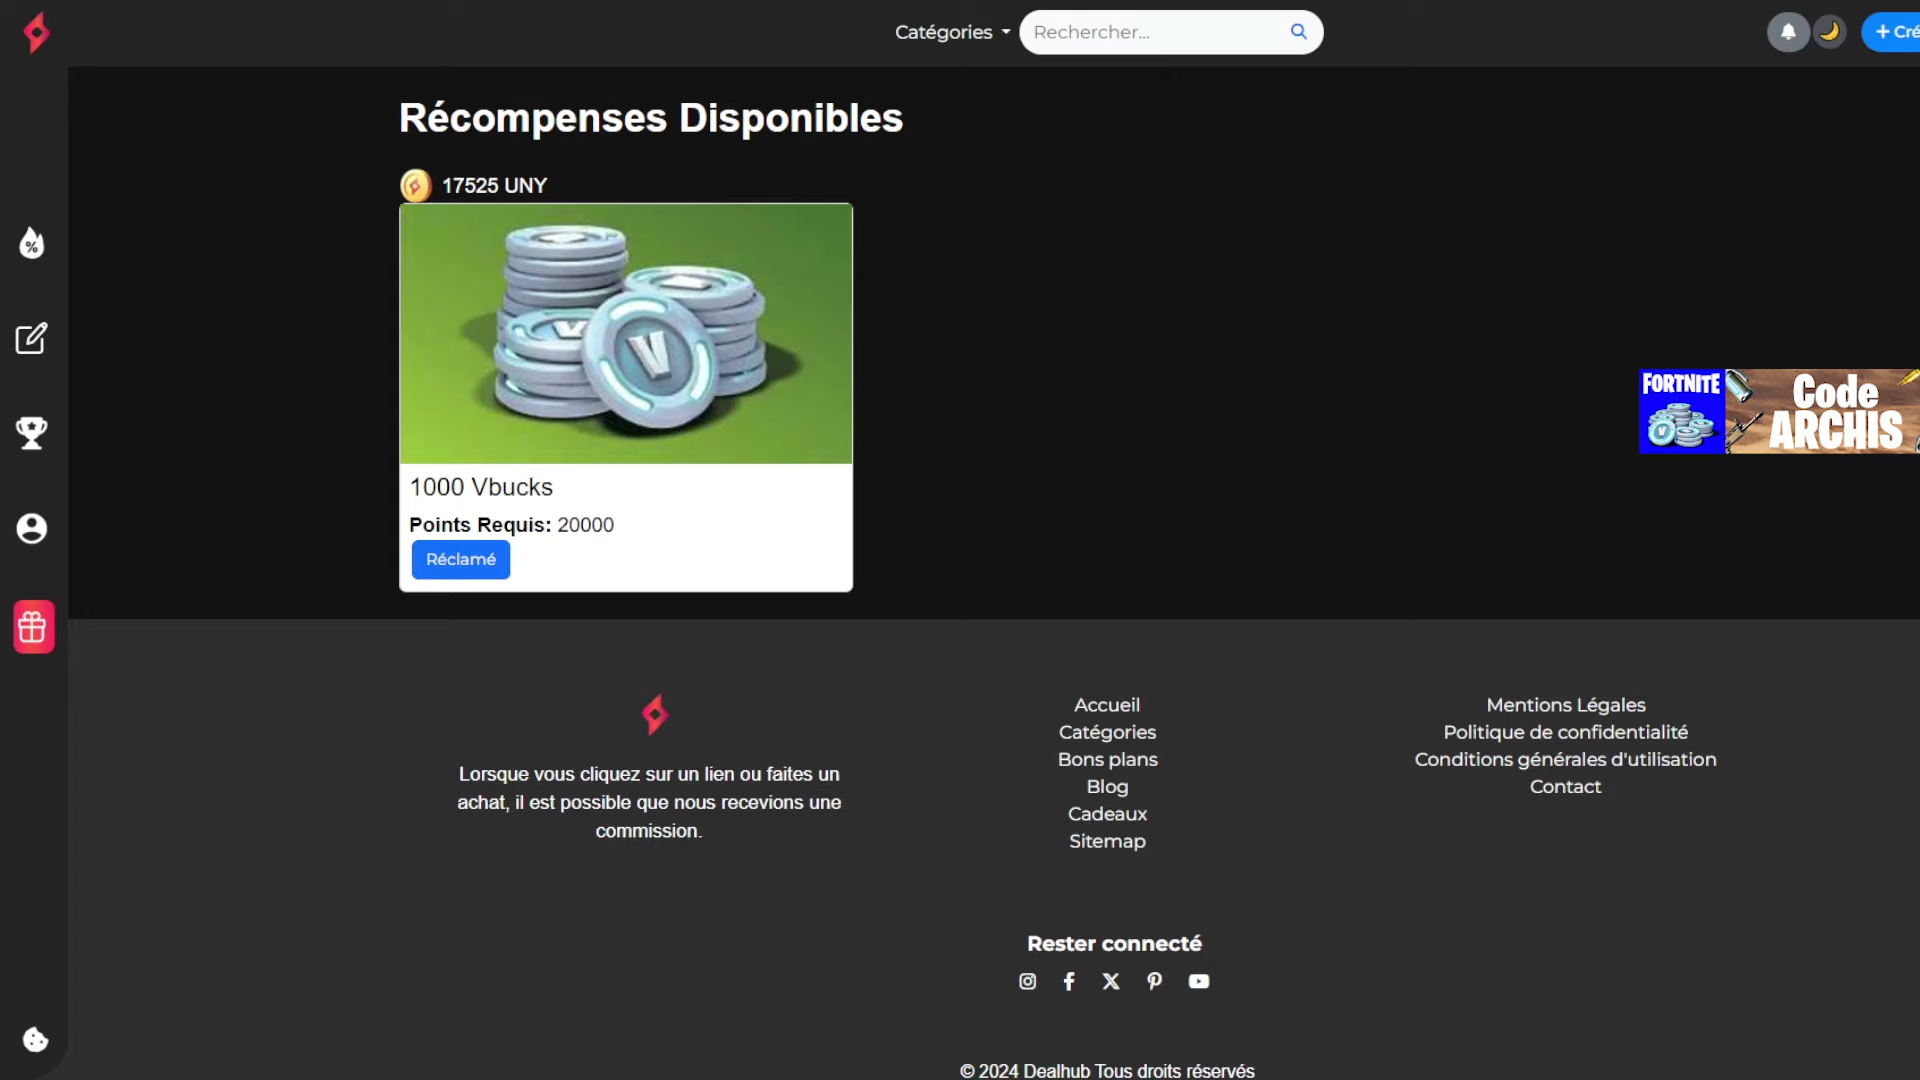 Catégories
Rechercher...
+ Cré
Récompenses Disponibles
17525 UNY
FORTNITE
Code
ARCHIS
1000 Vbucks
Points Requis: 20000
Réclamé
Lorsque vous cliquez sur un lien ou faites un
achat, il est possible que nous recevions une
commission.
Accueil
Catégories
Bons plans
Blog
Cadeaux
Sitemap
Mentions Légales
Politique de confidentialité
Conditions générales d'utilisation
Contact
Rester connecté
© 2024 Dealhub Tous droits réservés